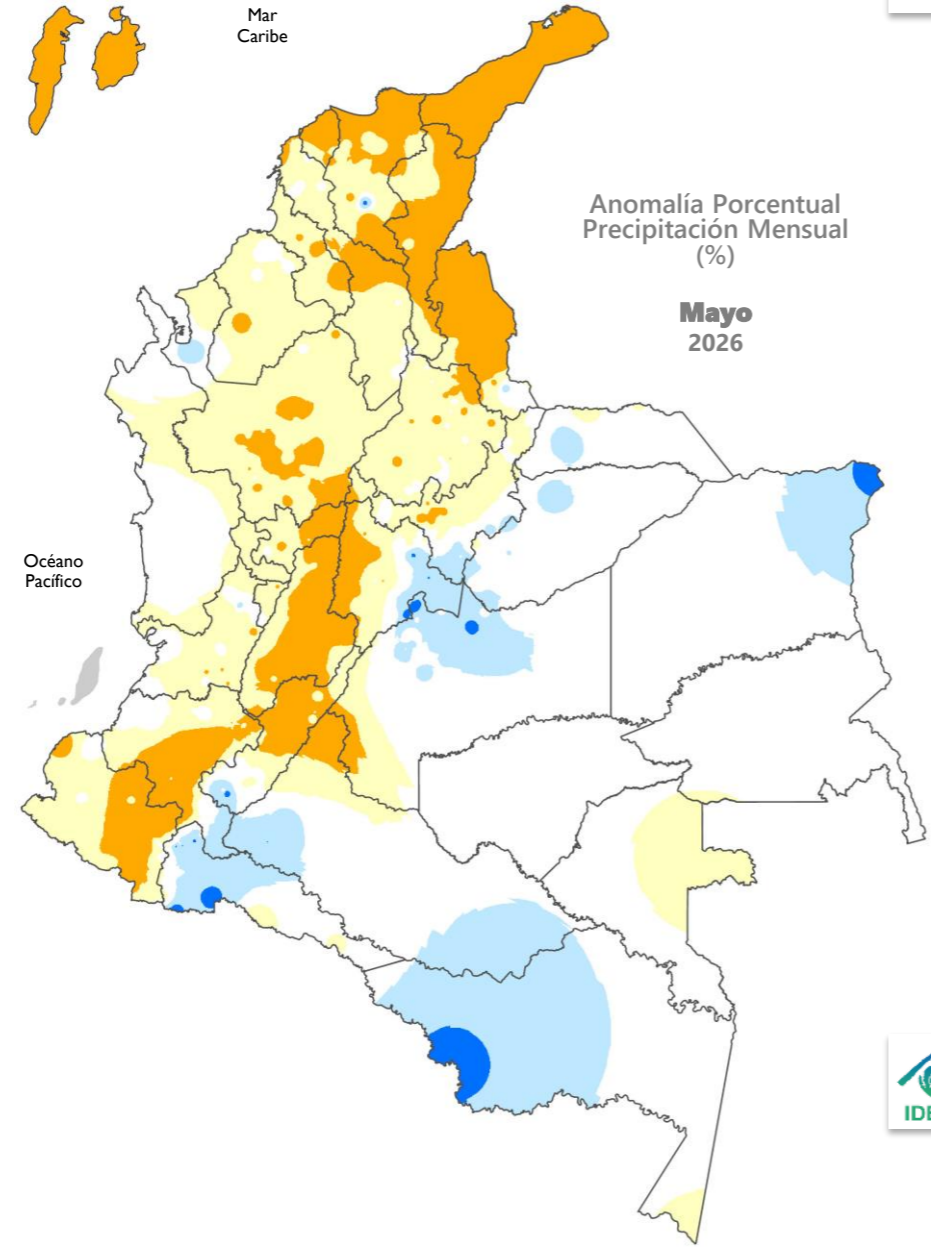 Mar
Caribe
Anomalía Porcentual
Precipitación Mensual
(%)
Mayo
2026
Océano
Pacífico